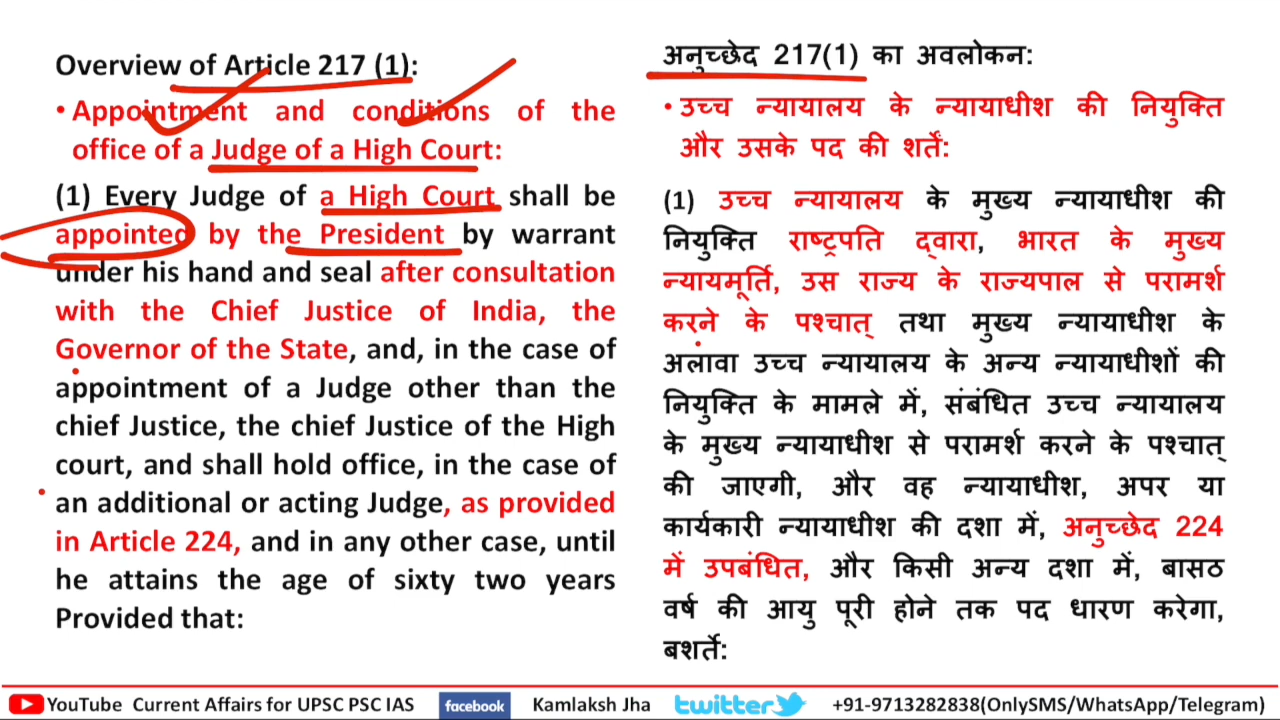 Overview of Article 217 (1):
• Appointment and conditions of the
office of a Judge of a High Court:
(1) Every Judge of a High Court shall be
appointed by the President by warrant
under his hand and seal after consultation
with the Chief Justice of India, the
Governor of the State, and, in the case of
appointment of a Judge other than the
chief Justice, the chief Justice of the High
court, and shall hold office, in the case of
an additional or acting Judge, as provided
in Article 224, and in any other case, until
he attains the age of sixty two years
Provided that:
अनुच्छेद 217(1) का अवलोकन:
• उच्च न्यायालय के न्यायाधीश की नियुक्ति
और उसके पद की शर्तें:
(1) उच्च न्यायालय के मुख्य न्यायाधीश की
नियुक्ति राष्ट्रपति द्वारा, भारत के मुख्य
न्यायमूर्ति, उस राज्य के राज्यपाल से परामर्श
करने के पश्चात् तथा मुख्य न्यायाधीश के
अलावा उच्च न्यायालय के अन्य न्यायाधीशों की
नियुक्ति के मामले में, संबंधित उच्च न्यायालय
के मुख्य न्यायाधीश से परामर्श करने के पश्चात्
की जाएगी, और वह न्यायाधीश, अपर या
कार्यकारी न्यायाधीश की दशा में, अनुच्छेद 224
में उपबंधित, और किसी अन्य दशा में, बासठ
वर्ष की आयु पूरी होने तक पद धारण करेगा,
बशर्ते:
YouTube Current Affairs for UPSC PSC IAS facebook Kamlaksh Jha twitter +91-9713282838(OnlySMS/WhatsApp/Telegram)